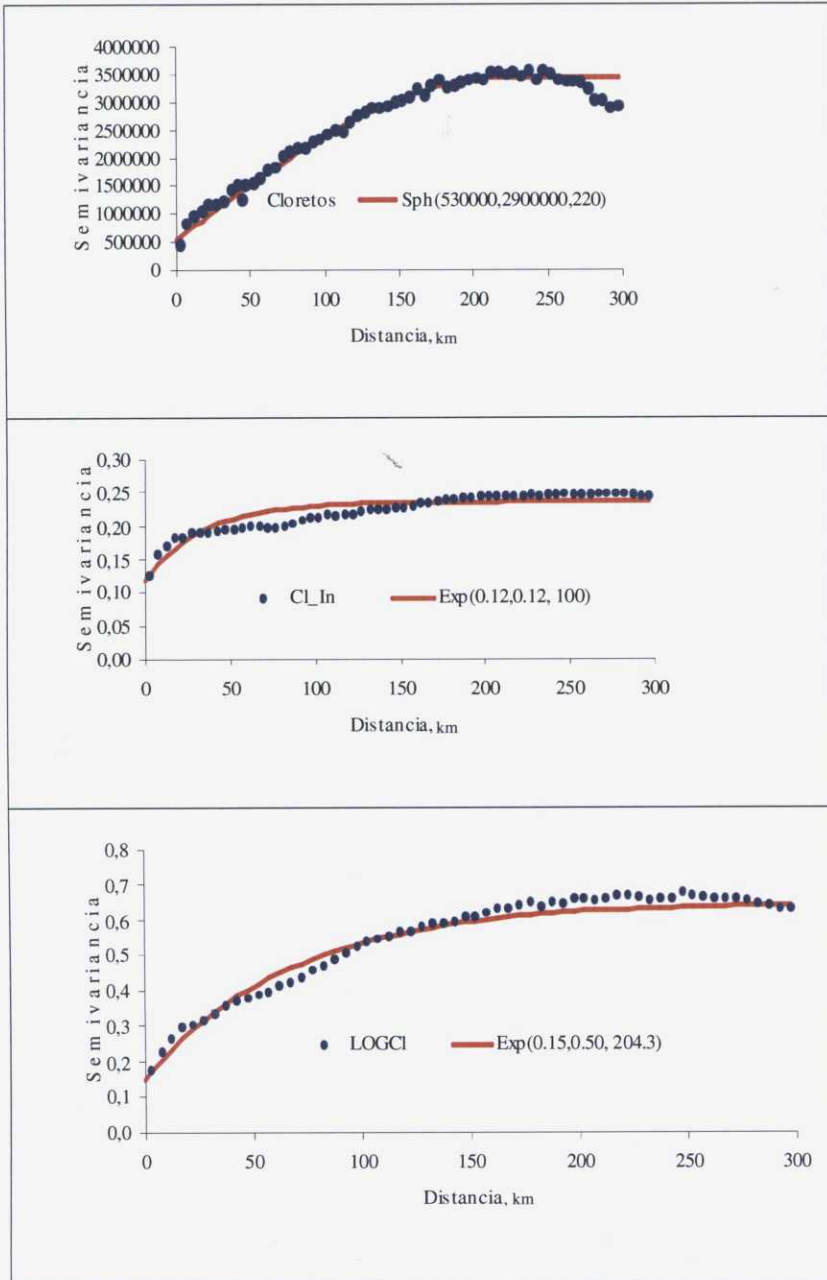 Semivariancia
4000000
3500000
3000000
2500000
2000000
1500000
1000000
500000
0
Cloretos
Sph(530000,2900000,220)
0 50 100 150 200 250 300
Distancia, km
Semivariancia
0,30
0,25
0,20
0,15
0,10
0,05
0,00
Cl_In
Exp(0.12,0.12, 100)
0 50 100 150 200 250 300
Distancia, km
Semivariancia
0,8
0,7
0,6
0,5
0,4
0,3
0,2
0,1
0,0
LOGCl
Exp(0.15,0.50, 204.3)
0 50 100 150 200 250 300
Distancia, km